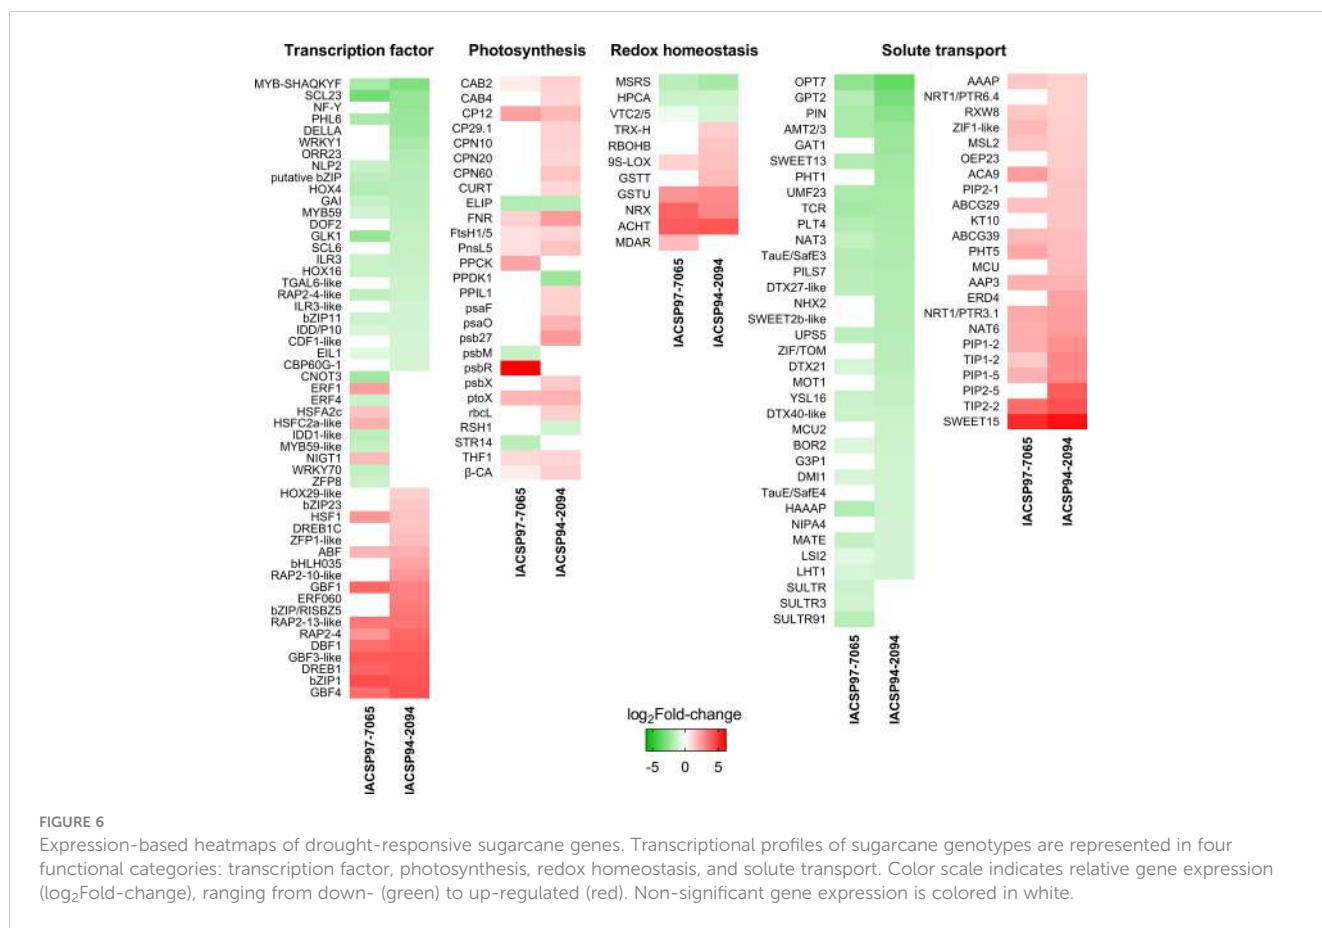 Transcription factor
MYB-SHAQKYF
SCL23
NF-Y
PHL6
DELLA
WRKY1
ORR23
NLP2
putative bZIP
HOX4
GAI
MYB59
DOF2
GLK1
SCL6
ILR3
HOX16
TGAL6-like
RAP2-4-like
ILR3-like
bZIP11
IDD/P10
CDF1-like
EIL1
CBP60G-1
CNOT3
ERF1
ERF4
HSFA2c
HSFC2a-like
IDD1-like
MYB59-like
NIGT1
WRKY70
ZFP8
HOX29-like
bZIP23
HSF1
DREB1C
ZFP1-like
ABF
bHLH035
RAP2-10-like
GBF1
ERF060
bZIP/RISBZ5
RAP2-13-like
RAP2-4
DBF1
GBF3-like
DREB1
bZIP1
GBF4
IACSP97-7065
IACSP94-2094
Photosynthesis
CAB2
CAB4
CP12
CP29.1
CPN10
CPN20
CPN60
CURT
ELIP
FNR
FtsH1/5
PnsL5
PPCK
PPDK1
PPIL1
psaF
psaO
psb27
psbM
psbR
psbX
ptoX
rbcL
RSH1
STR14
THF1
β-CA
IACSP97-7065
IACSP94-2094
Redox homeostasis
MSRS
HPCA
VTC2/5
TRX-H
RBOHB
9S-LOX
GSTT
GSTU
NRX
ACHT
MDAR
IACSP97-7065
IACSP94-2094
Solute transport
OPT7
GPT2
PIN
AMT2/3
GAT1
SWEET13
PHT1
UMF23
TCR
PLT4
NAT3
TauE/SafE3
PILS7
DTX27-like
NHX2
SWEET2b-like
UPS5
ZIF/TOM
DTX21
MOT1
YSL16
DTX40-like
MCU2
BOR2
G3P1
DMI1
TauE/SafE4
HAAAP
NIPA4
MATE
LSI2
LHT1
SULTR
SULTR3
SULTR91
IACSP97-7065
IACSP94-2094
AAAP
NRT1/PTR6.4
RXW8
ZIF1-like
MSL2
OEP23
ACA9
PIP2-1
ABCG29
KT10
ABCG39
PHT5
MCU
AAP3
ERD4
NRT1/PTR3.1
NAT6
PIP1-2
TIP1-2
PIP1-5
PIP2-5
TIP2-2
SWEET15
IACSP97-7065
IACSP94-2094
log₂Fold-change
-5 0 5
FIGURE 6
Expression-based heatmaps of drought-responsive sugarcane genes. Transcriptional profiles of sugarcane genotypes are represented in four
functional categories: transcription factor, photosynthesis, redox homeostasis, and solute transport. Color scale indicates relative gene expression
(log₂Fold-change), ranging from down- (green) to up-regulated (red). Non-significant gene expression is colored in white.